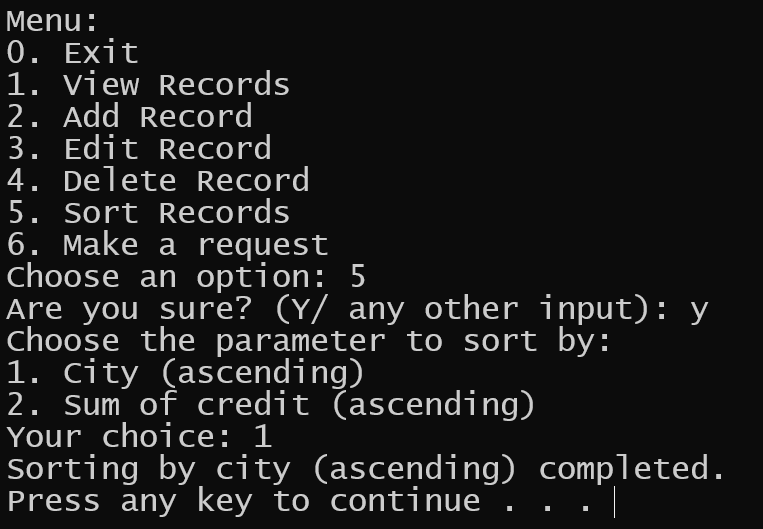 Menu:
0. Exit
1. View Records
2. Add Record
3. Edit Record
4. Delete Record
5. Sort Records
6. Make a request
Choose an option: 5
Are you sure? (Y/ any other input): y
Choose the parameter to sort by:
1. City (ascending)
2. Sum of credit (ascending)
Your choice: 1
Sorting by city (ascending) completed.
Press any key to continue . . .